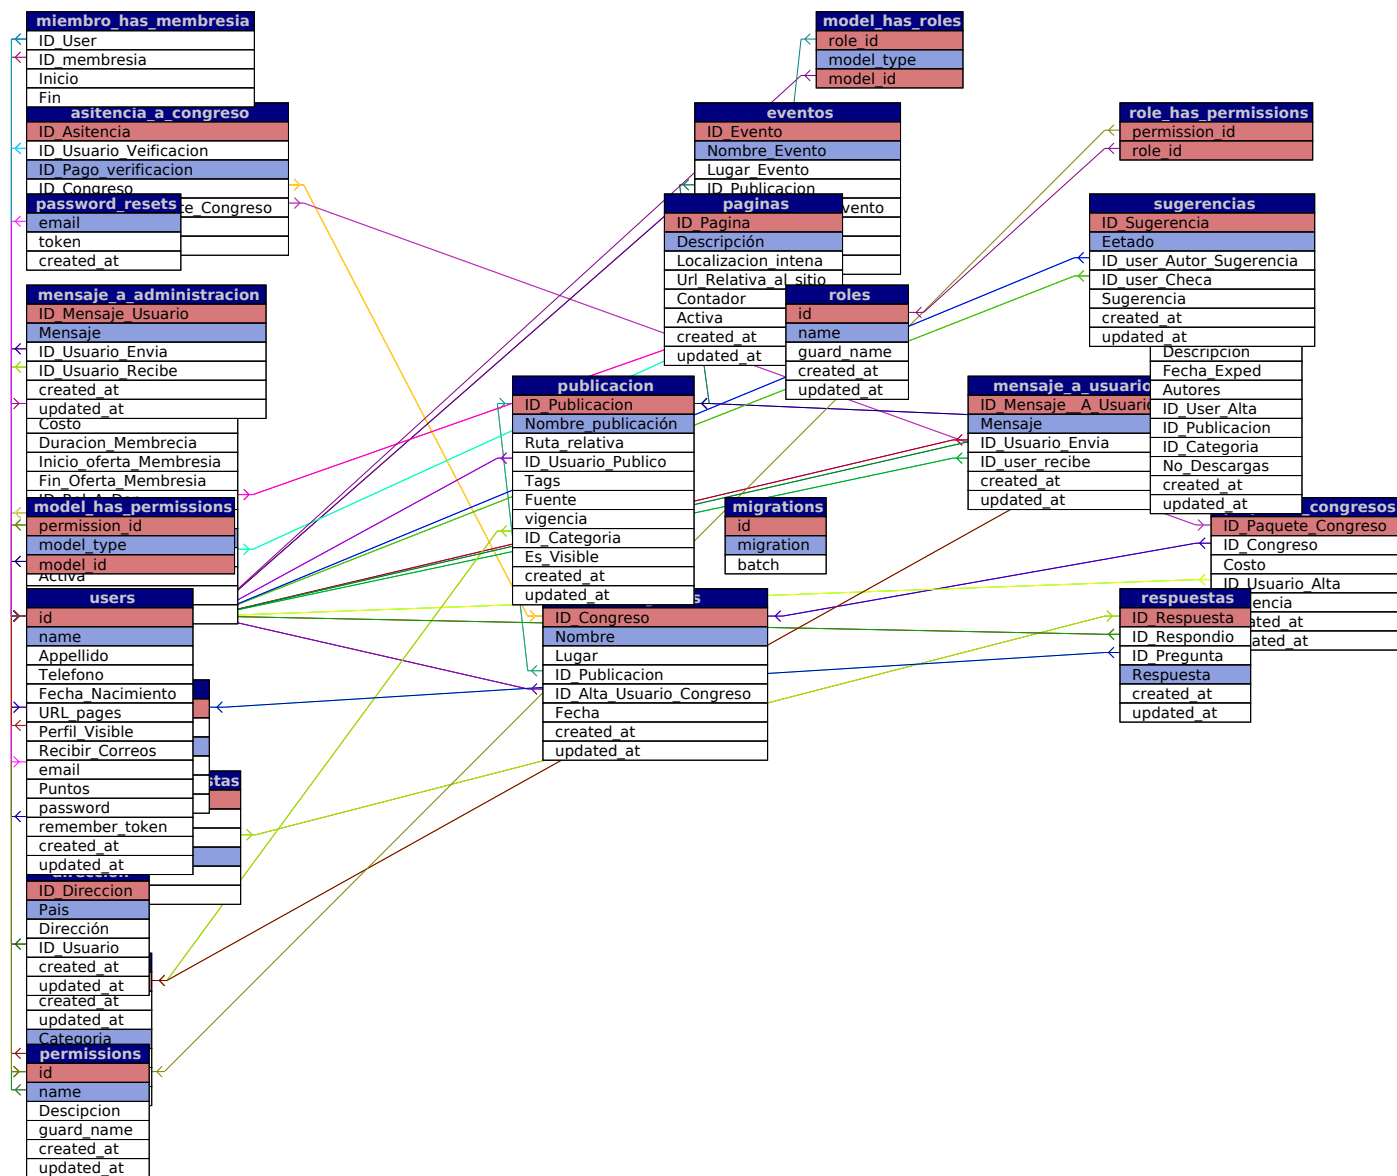 miembro_has_membresia
ID_User
ID_membresia
Inicio
Fin
model_has_roles
role_id
model_type
model_id
asitencia_a_congreso
ID_Asitencia
ID_Usuario_Veificacion
ID_Pago_verificacion
ID_Congreso
te_Congreso
eventos
ID_Evento
Nombre_Evento
Lugar_Evento
ID_Publicacion
vento
role_has_permissions
permission_id
role_id
password_resets
email
token
created_at
paginas
ID_Pagina
Descripción
Localizacion_intena
Url_Relativa_al_sitio
Contador
Activa
created_at
updated_at
sugerencias
ID_Sugerencia
Eetado
ID_user_Autor_Sugerencia
ID_user_Checa
Sugerencia
created_at
updated_at
mensaje_a_administracion
ID_Mensaje_Usuario
Mensaje
ID_Usuario_Envia
ID_Usuario_Recibe
created_at
updated_at
roles
id
name
guard_name
created_at
updated_at
Descripcion
Fecha_Exped
Autores
ID_User_Alta
ID_Publicacion
ID_Categoria
No_Descargas
created_at
updated_at
publicacion
ID_Publicacion
Nombre_publicación
Ruta_relativa
ID_Usuario_Publico
Tags
Fuente
vigencia
ID_Categoria
Es_Visible
created_at
updated_at
mensaje_a_usuario
ID_Mensaje__A_Usuario
Mensaje
ID_Usuario_Envia
ID_user_recibe
created_at
updated_at
Costo
Duracion_Membrecia
Inicio_oferta_Membresia
Fin_Oferta_Membresia
model_has_permissions
permission_id
model_type
model_id
Activa
migrations
id
migration
batch
congresos
ID_Paquete_Congreso
ID_Congreso
Costo
ID_Usuario_Alta
encia
ated_at
users
id
name
Appellido
Telefono
Fecha_Nacimiento
URL_pages
Perfil_Visible
Recibir_Correos
email
Puntos
password
remember_token
created_at
updated_at
ID_Congreso
Nombre
Lugar
ID_Publicacion
ID_Alta_Usuario_Congreso
Fecha
created_at
updated_at
respuestas
ID_Respuesta
ID_Respondio
ID_Pregunta
Respuesta
created_at
updated_at
stas
direccion
ID_Direccion
Pais
Dirección
ID_Usuario
created_at
updated_at
created_at
updated_at
Categoria
permissions
id
name
Descipcion
guard_name
created_at
updated_at